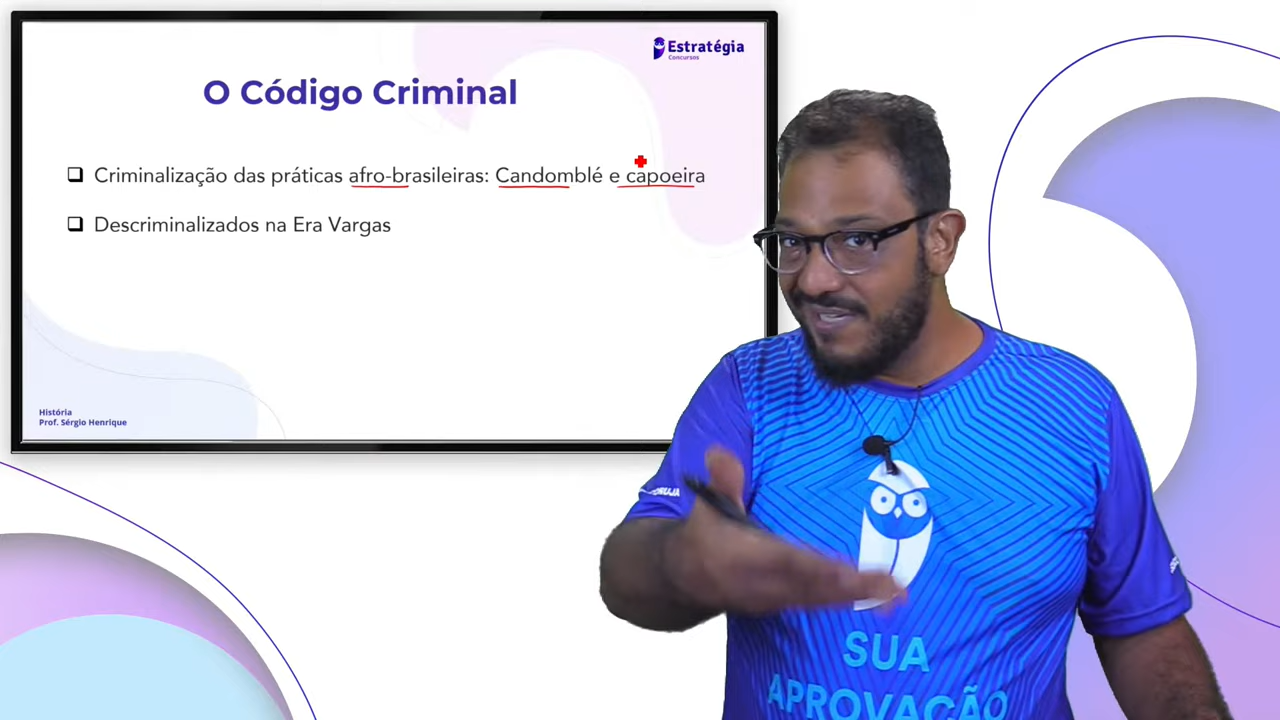 Estratégia
Concursos
O Código Criminal
❑ Criminalização das práticas afro-brasileiras: Candomblé e capoeira
❑ Descriminalizados na Era Vargas
História
Prof. Sérgio Henrique
SUA
APROVAÇÃO